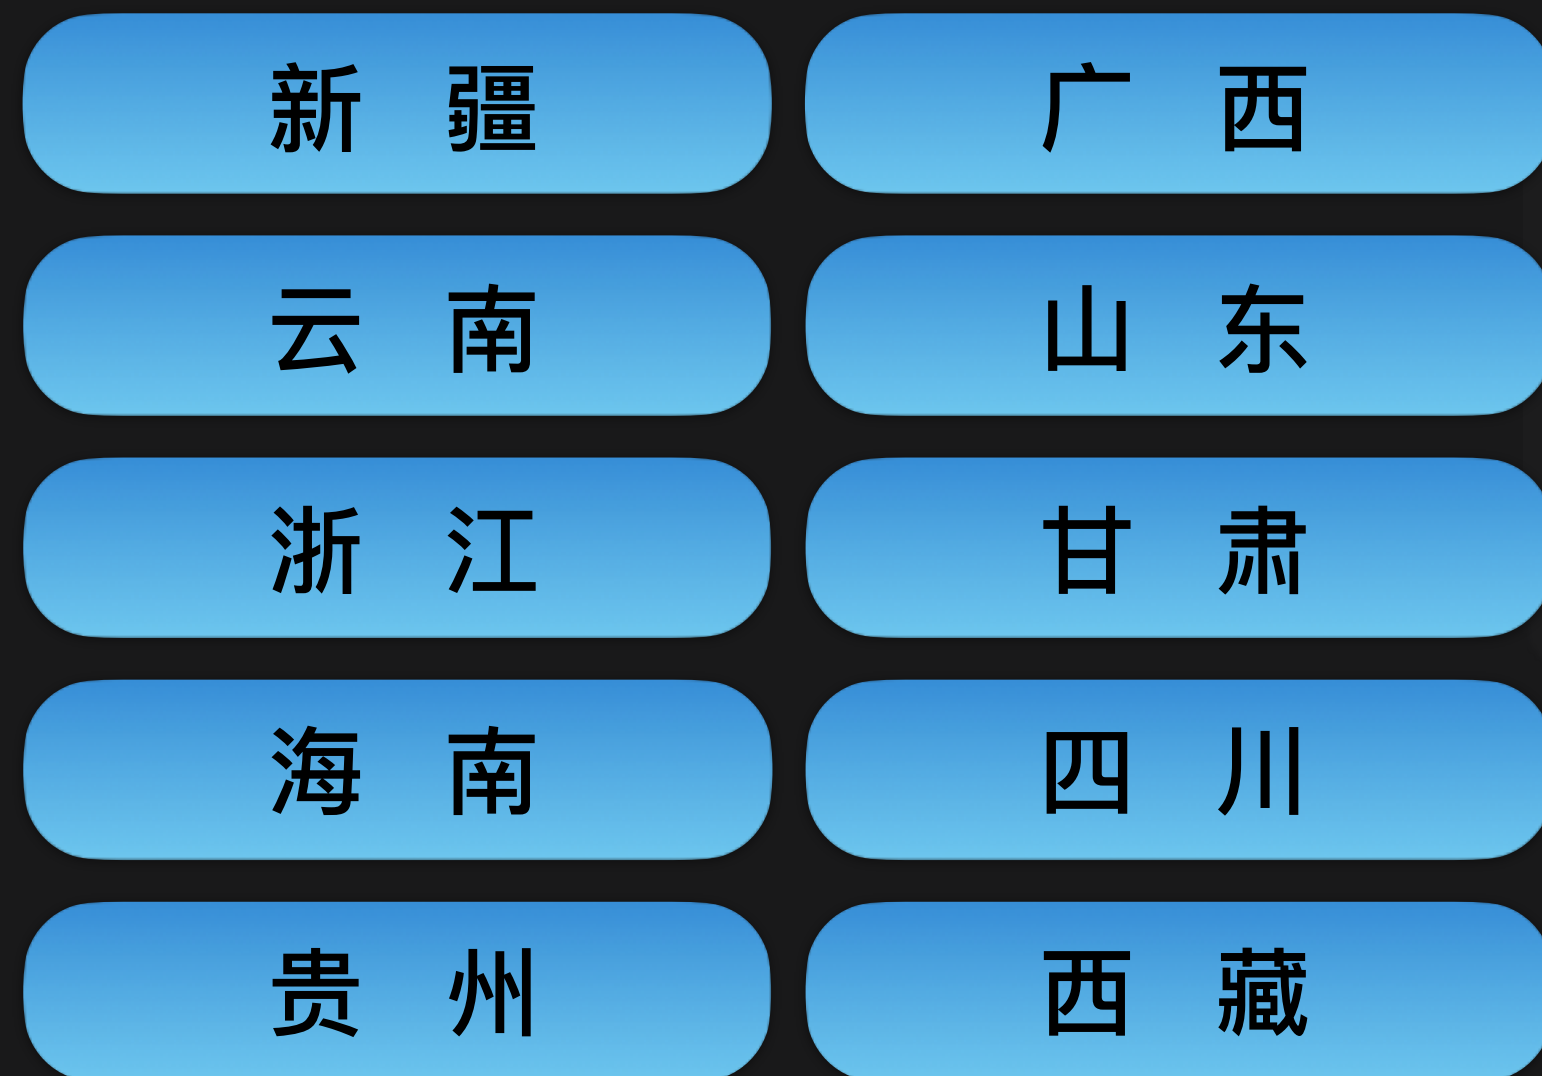 新 疆
广 西
云 南
山 东
浙 江
甘 肃
海 南
四 川
贵 州
西 藏